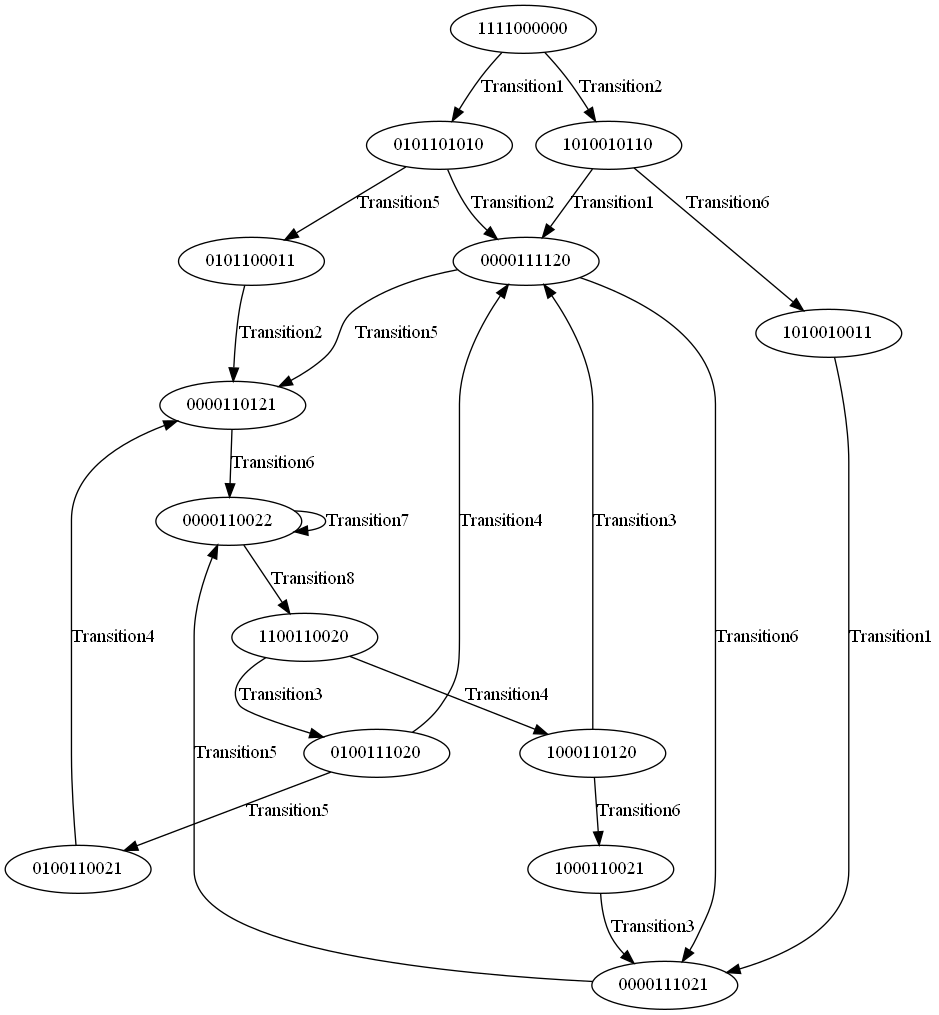 1111000000
Transition1
Transition2
0101101010
1010010110
Transition5
Transition2
Transition1
Transition6
0101100011
0000111120
Transition2
Transition5
1010010011
0000110121
Transition6
0000110022
Transition7
Transition4
Transition3
Transition8
1100110020
Transition4
Transition6
Transition1
Transition3
Transition4
0100111020
1000110120
Transition5
Transition5
Transition6
0100110021
1000110021
Transition3
0000111021